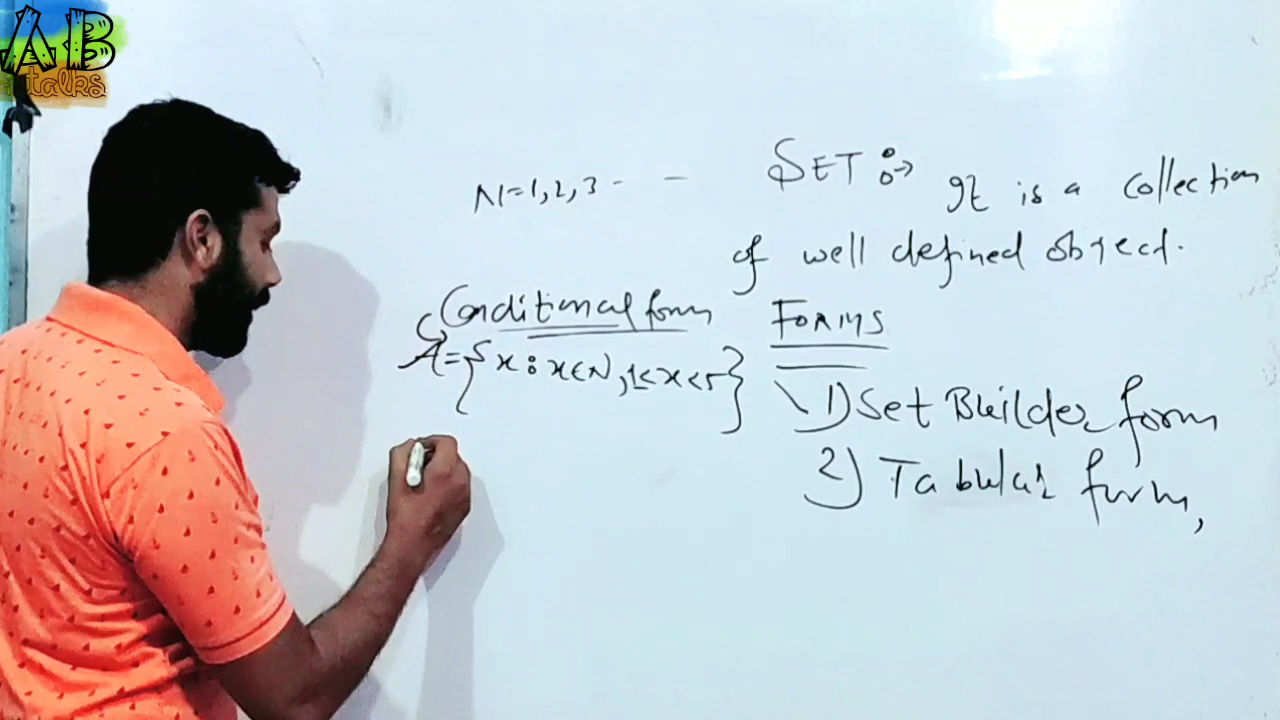 AB
talks
N=1,2,3 - -
SET :→ It is a collection
of well defined object.
Conditional form
A={x : x∈N, 1≤x<5}
FORMS
1) Set Builder form
2) Tabular form,